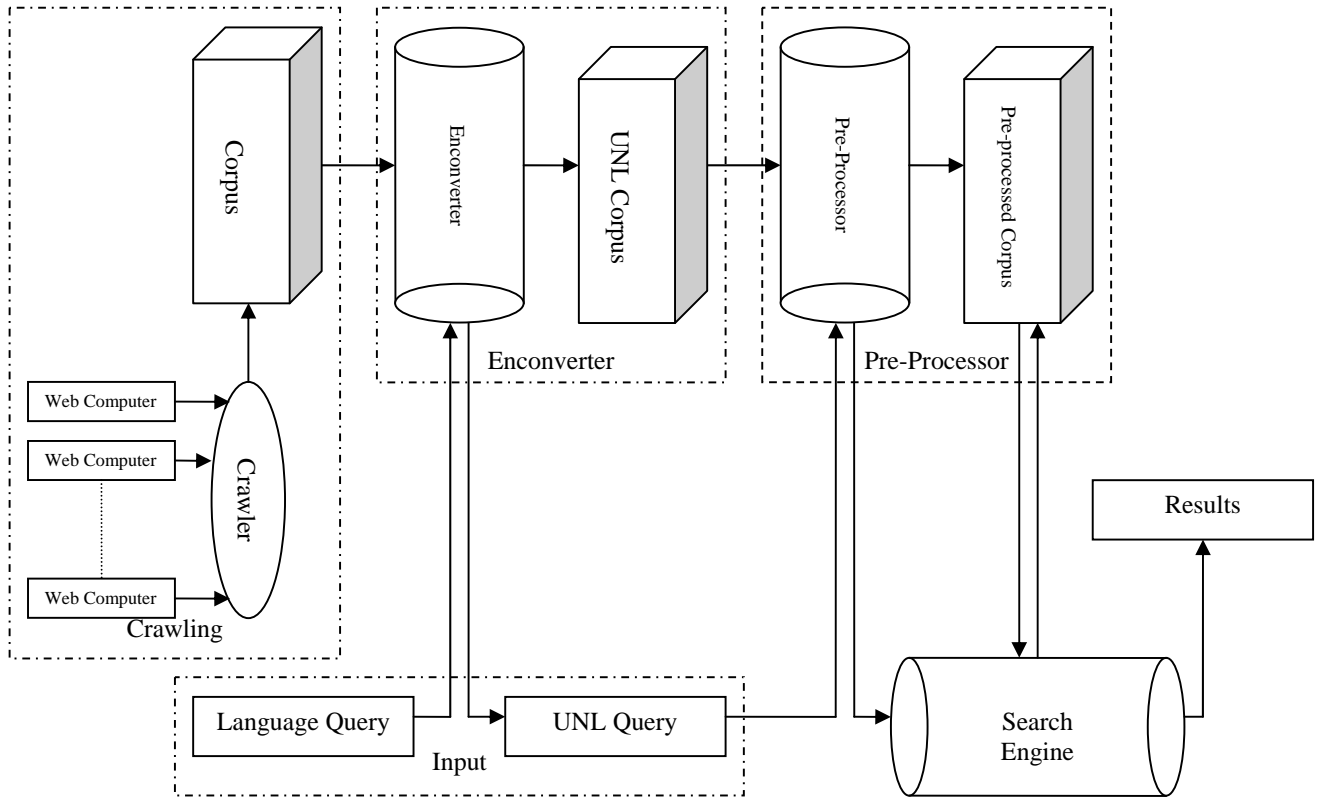 Corpus
Enconverter
UNL Corpus
Pre-Processor
Pre-processed Corpus
Enconverter
Pre-Processor
Web Computer
Web Computer
Web Computer
Crawler
Crawling
Results
Language Query
UNL Query
Input
Search
Engine